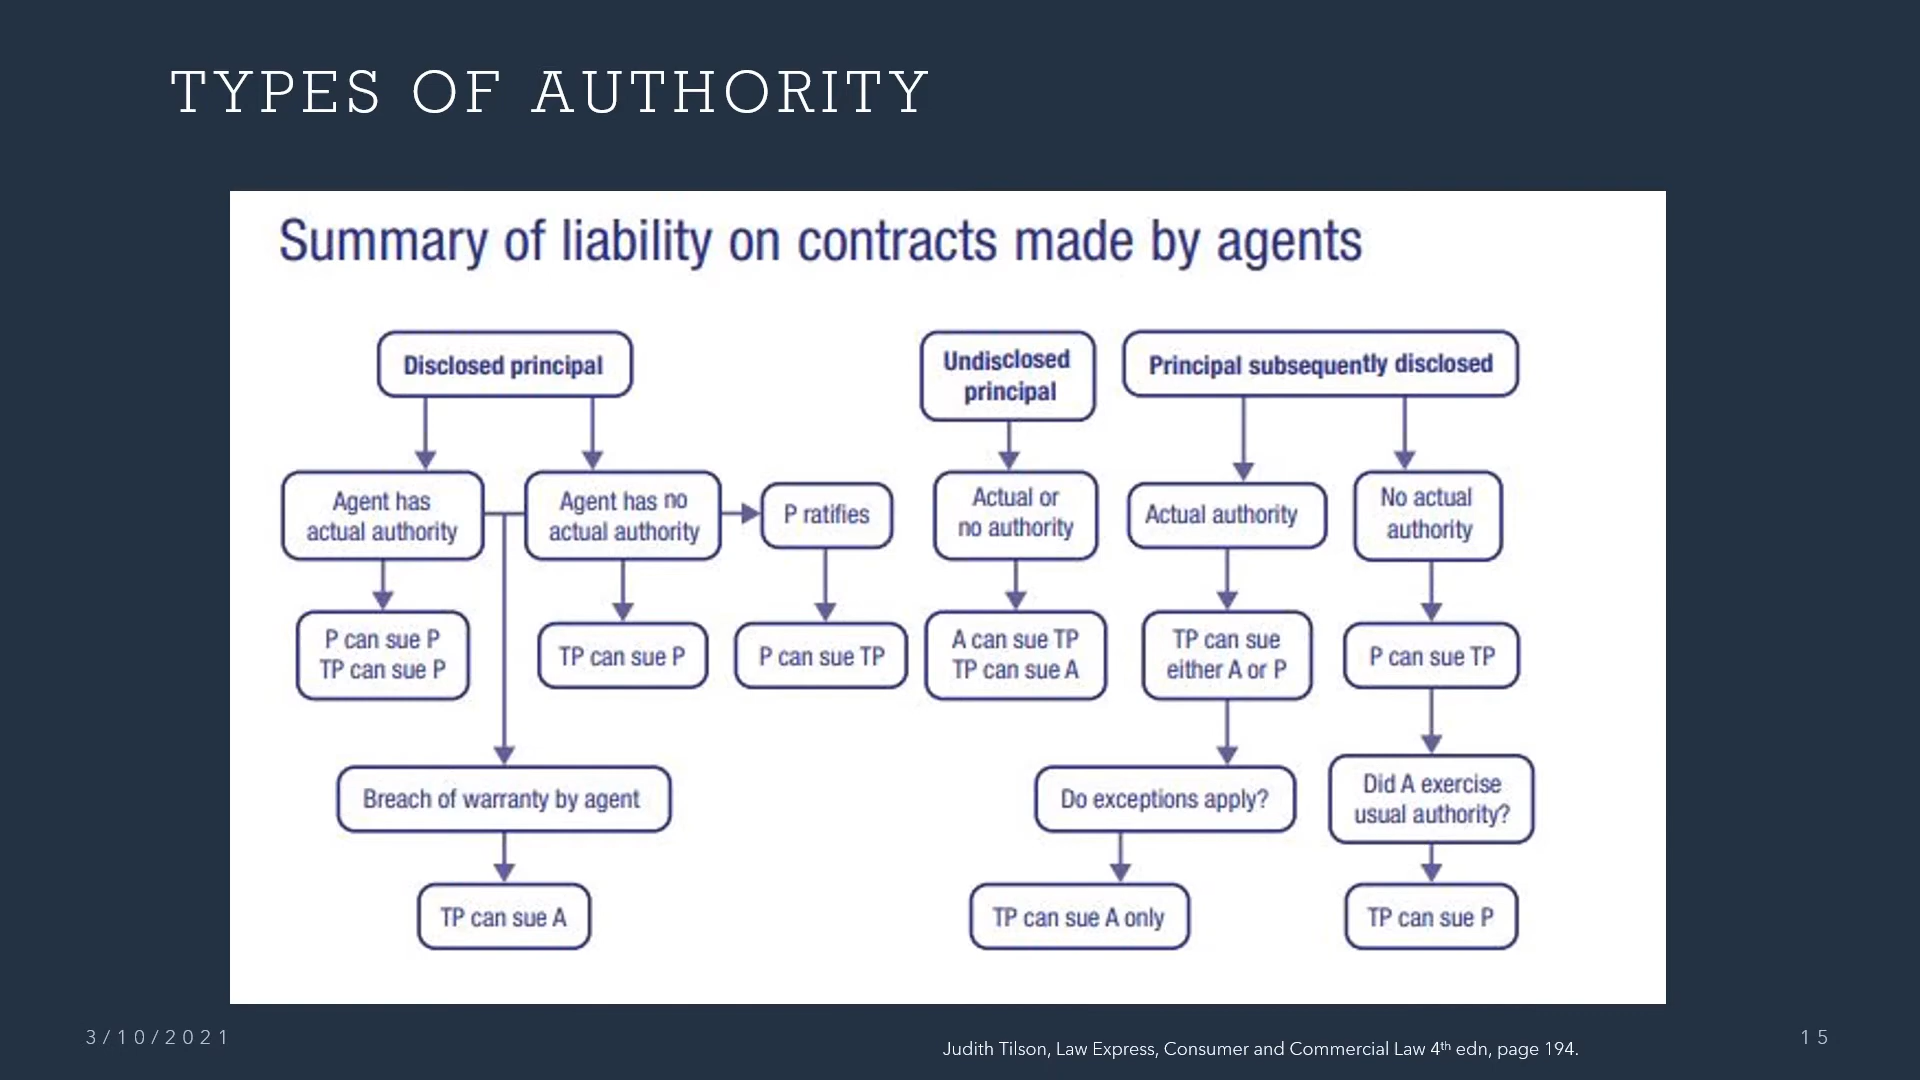 TYPES OF AUTHORITY
Summary of liability on contracts made by agents
Disclosed principal
Undisclosed
principal
Principal subsequently disclosed
Agent has
actual authority
Agent has no
actual authority
P ratifies
Actual or
no authority
Actual authority
No actual
authority
P can sue P
TP can sue P
TP can sue P
P can sue TP
A can sue TP
TP can sue A
TP can sue
either A or P
P can sue TP
Breach of warranty by agent
Do exceptions apply?
Did A exercise
usual authority?
TP can sue A
TP can sue A only
TP can sue P
3/10/2021
Judith Tilson, Law Express, Consumer and Commercial Law 4th edn, page 194.
15